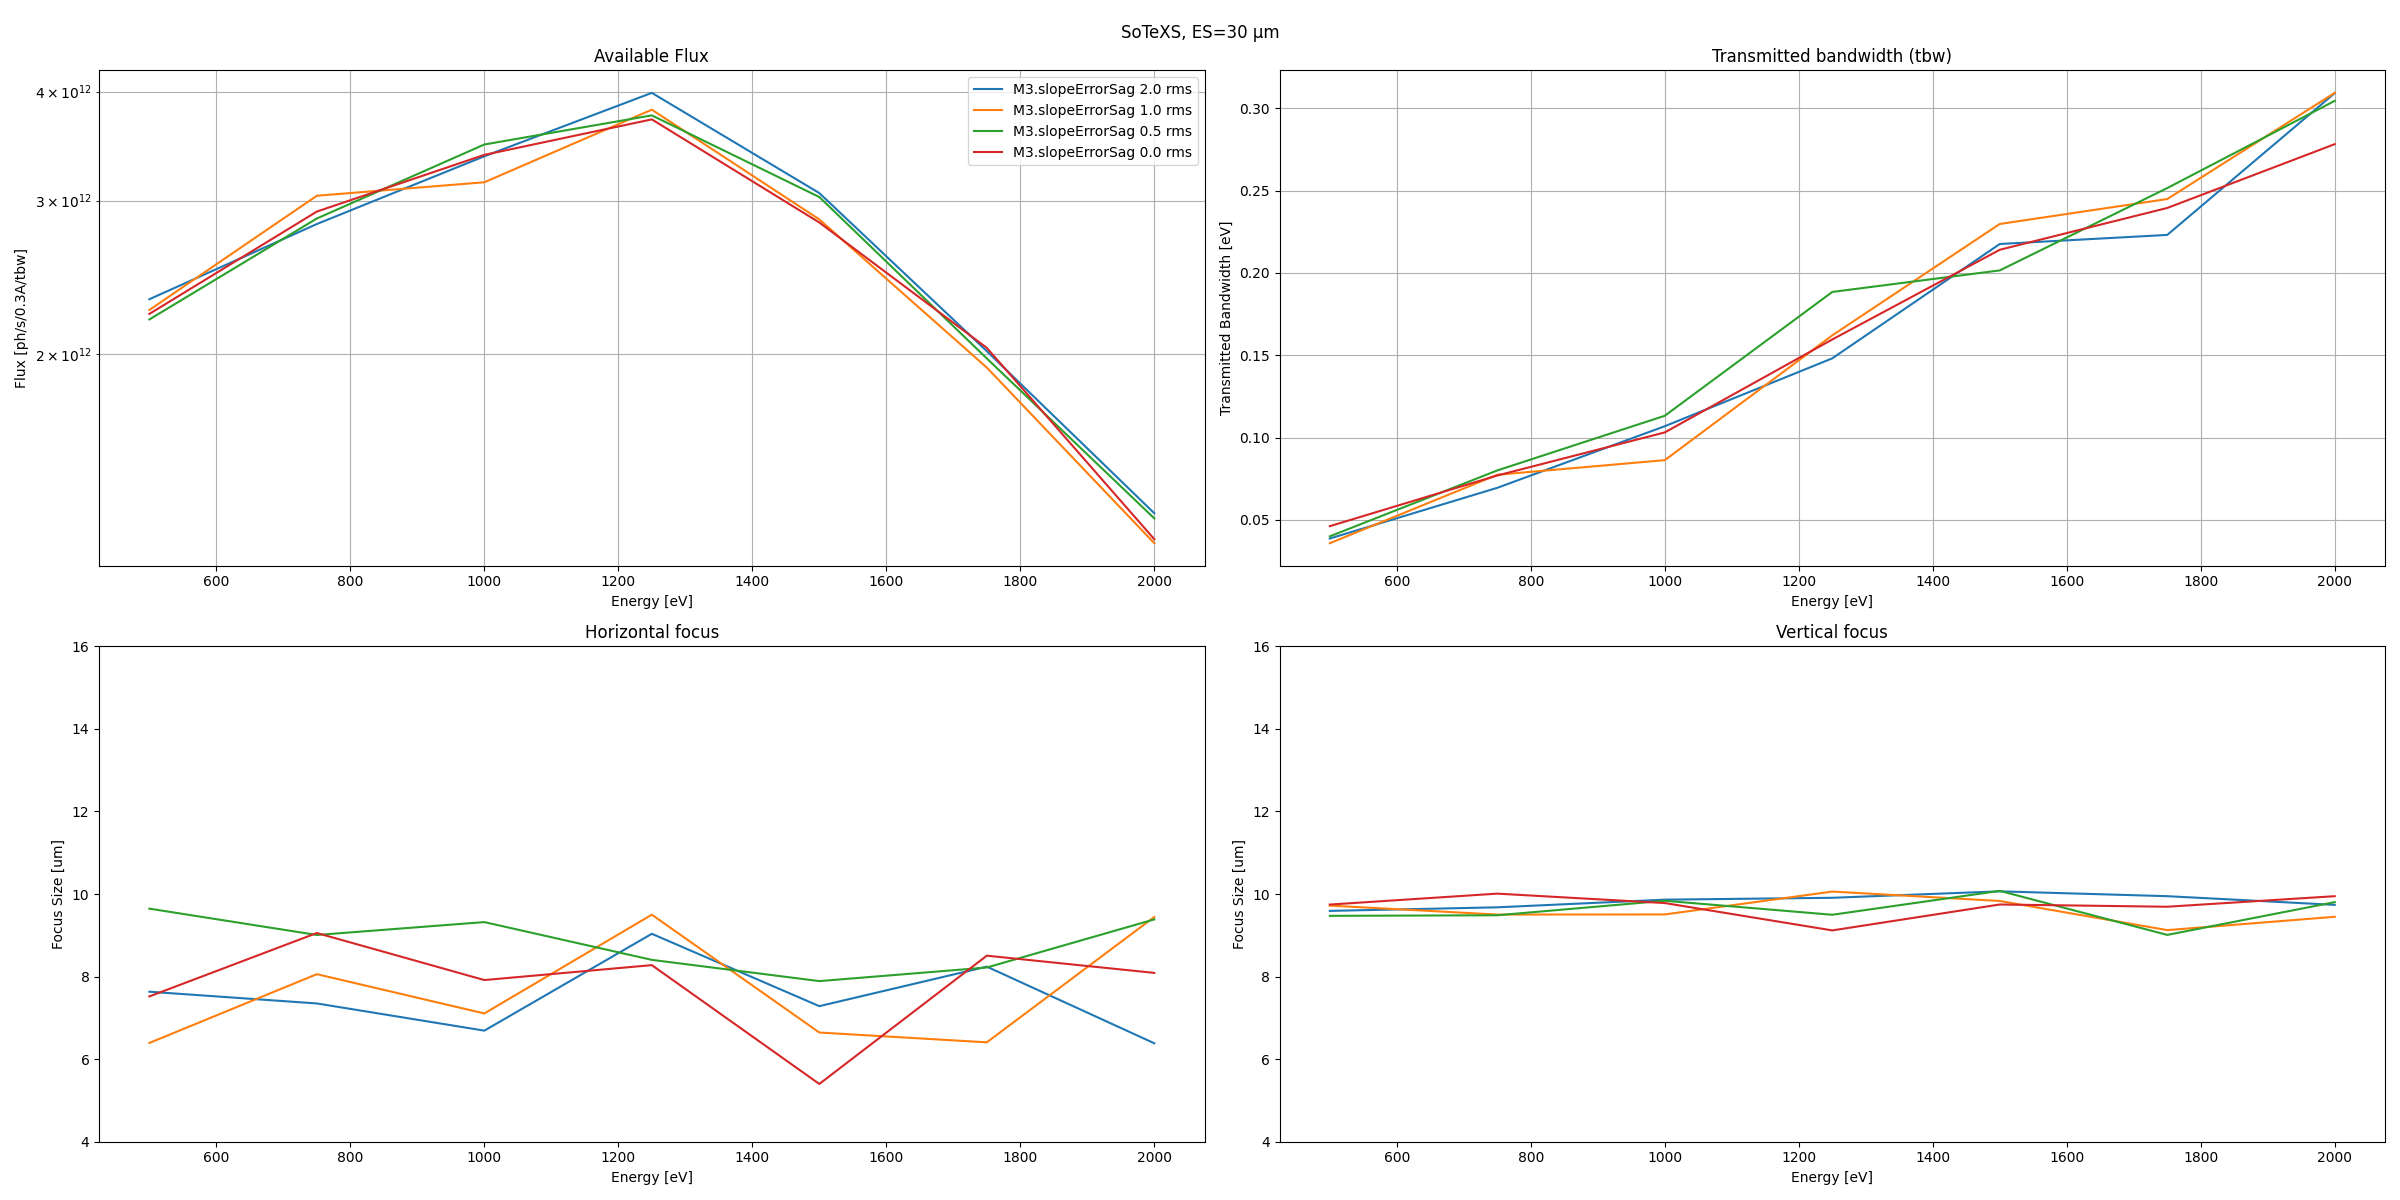 SoTeXS, ES=30 μm
Available Flux
4 × 10¹²
3 × 10¹²
2 × 10¹²
Flux [ph/s/0.3A/tbw]
M3.slopeErrorSag 2.0 rms
M3.slopeErrorSag 1.0 rms
M3.slopeErrorSag 0.5 rms
M3.slopeErrorSag 0.0 rms
600 800 1000 1200 1400 1600 1800 2000
Energy [eV]
Transmitted bandwidth (tbw)
0.30
0.25
0.20
0.15
0.10
0.05
Transmitted Bandwidth [eV]
600 800 1000 1200 1400 1600 1800 2000
Energy [eV]
Horizontal focus
16
14
12
10
8
6
4
Focus Size [um]
600 800 1000 1200 1400 1600 1800 2000
Energy [eV]
Vertical focus
16
14
12
10
8
6
4
Focus Size [um]
600 800 1000 1200 1400 1600 1800 2000
Energy [eV]